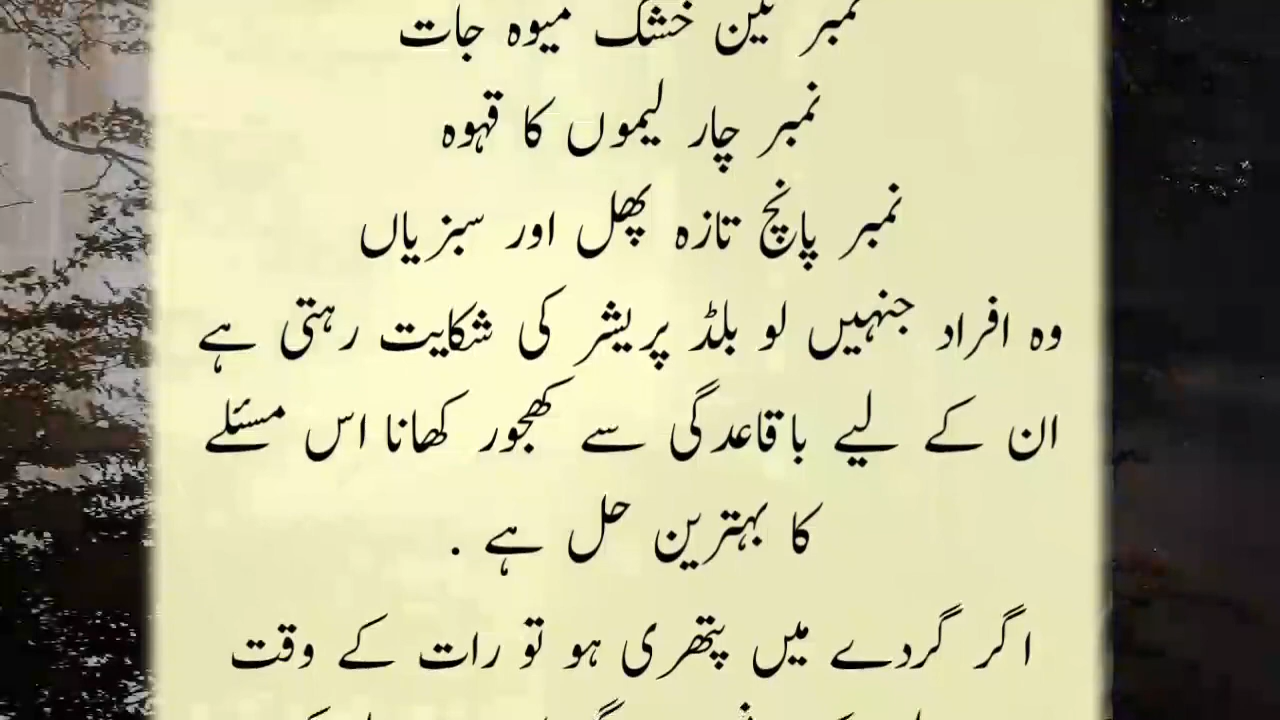 نمبر تین خشک میوہ جات
نمبر چار لیموں کا قہوہ
نمبر پانچ تازہ پھل اور سبزیاں
وہ افراد جنہیں لو بلڈ پریشر کی شکایت رہتی ہے
ان کے لیے باقاعدگی سے کھجور کھانا اس مسئلے
کا بہترین حل ہے .
اگر گردے میں پتھری ہو تو رات کے وقت